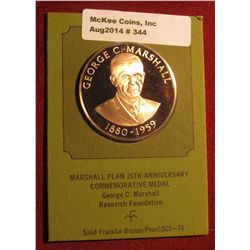 McKee Coins, Inc
Aug2014 # 344
GEORGE C. MARSHALL
1880-1959
MARSHALL PLAN 25TH ANNIVERSARY
COMMEMORATIVE MEDAL
George C. Marshall
Research Foundation
Solid Franklin Bronze/Proof/SCI—70